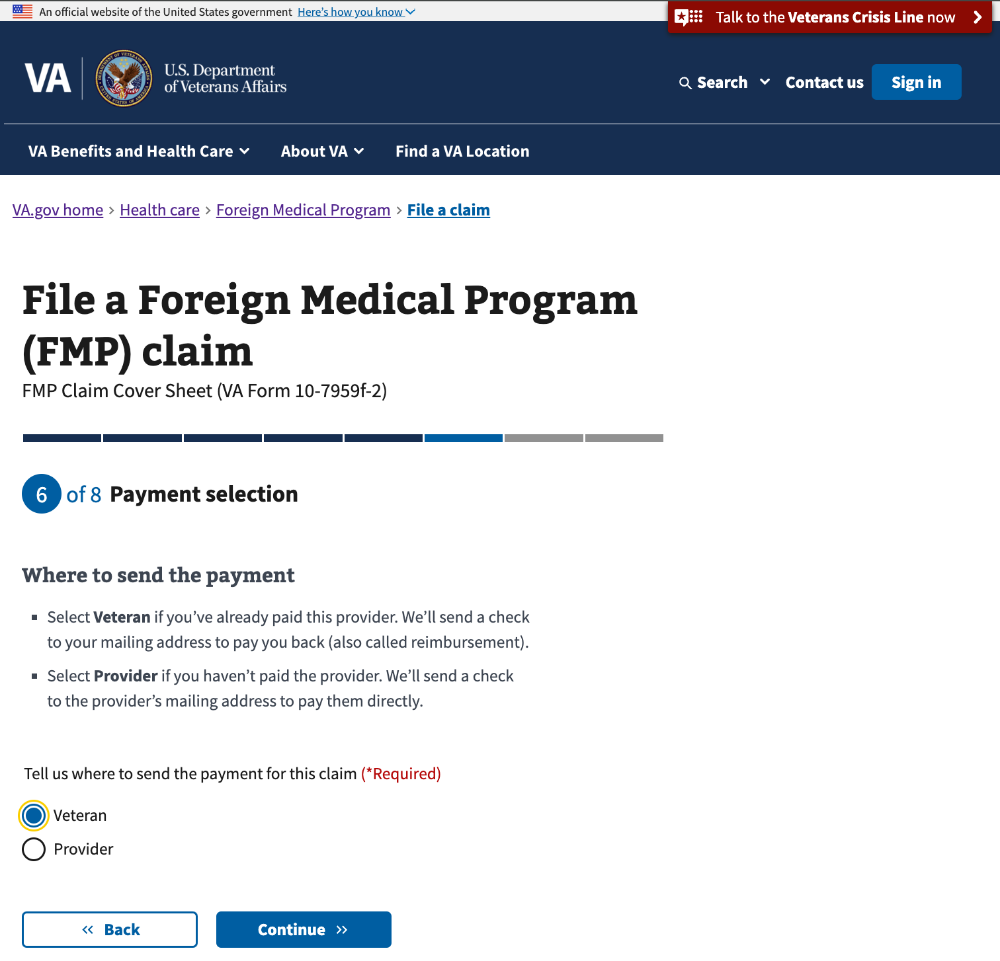 An official website of the United States government Here’s how you know
Talk to the Veterans Crisis Line now
VA
U.S. Department
of Veterans Affairs
Search
Contact us
Sign in
VA Benefits and Health Care
About VA
Find a VA Location
VA.gov home › Health care › Foreign Medical Program › File a claim
File a Foreign Medical Program
(FMP) claim
FMP Claim Cover Sheet (VA Form 10-7959f-2)
6 of 8 Payment selection
Where to send the payment
▪ Select Veteran if you’ve already paid this provider. We’ll send a check
to your mailing address to pay you back (also called reimbursement).
▪ Select Provider if you haven’t paid the provider. We’ll send a check
to the provider’s mailing address to pay them directly.
Tell us where to send the payment for this claim (*Required)
Veteran
Provider
« Back
Continue »